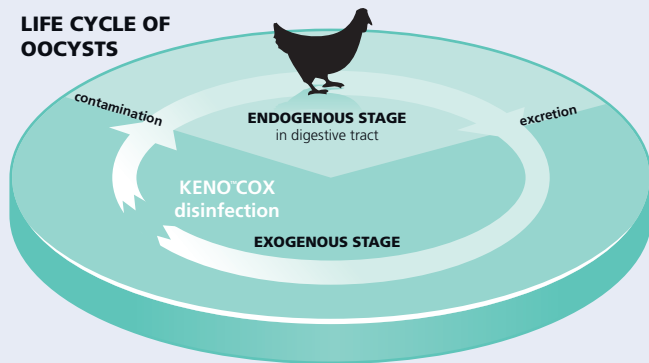 LIFE CYCLE OF
OOCYSTS
contamination
ENDOGENOUS STAGE
in digestive tract
excretion
KENO™COX
disinfection
EXOGENOUS STAGE